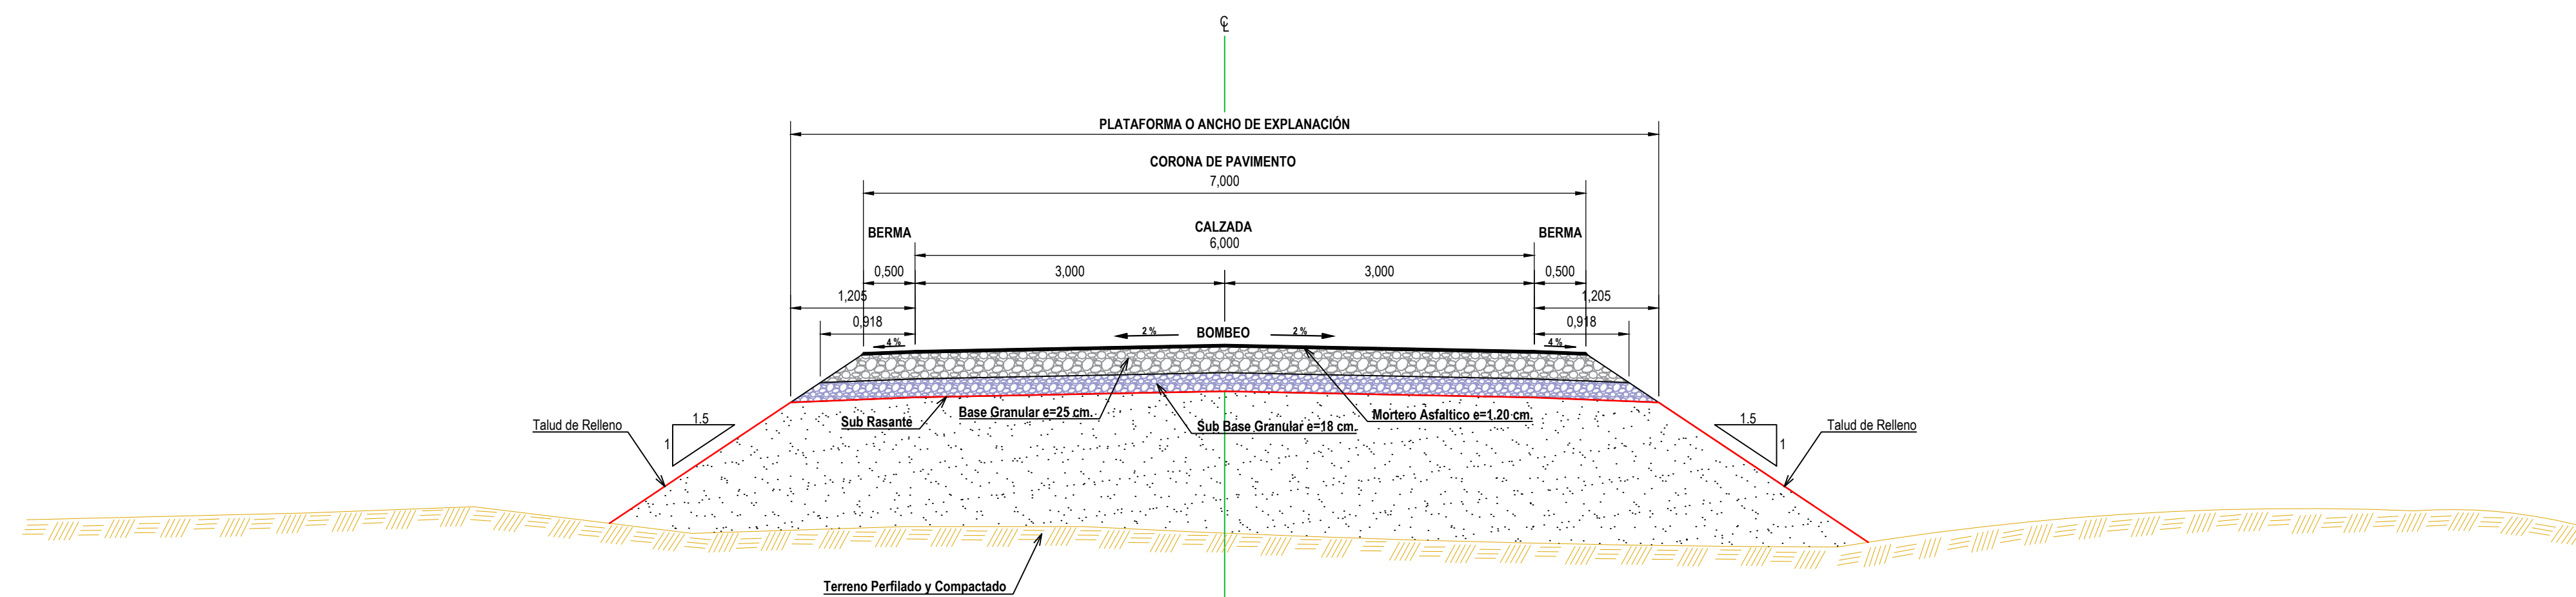 ℄
PLATAFORMA O ANCHO DE EXPLANACIÓN
CORONA DE PAVIMENTO
7,000
BERMA
CALZADA
BERMA
6,000
0,500
3,000
3,000
0,500
1,205
1,205
0,918
0,918
4 %
2 %
BOMBEO
2 %
4 %
Talud de Relleno
1.5
1
Sub Rasante
Base Granular e=25 cm.
Sub Base Granular e=18 cm.
Mortero Asfaltico e=1.20 cm.
1.5
1
Talud de Relleno
Terreno Perfilado y Compactado